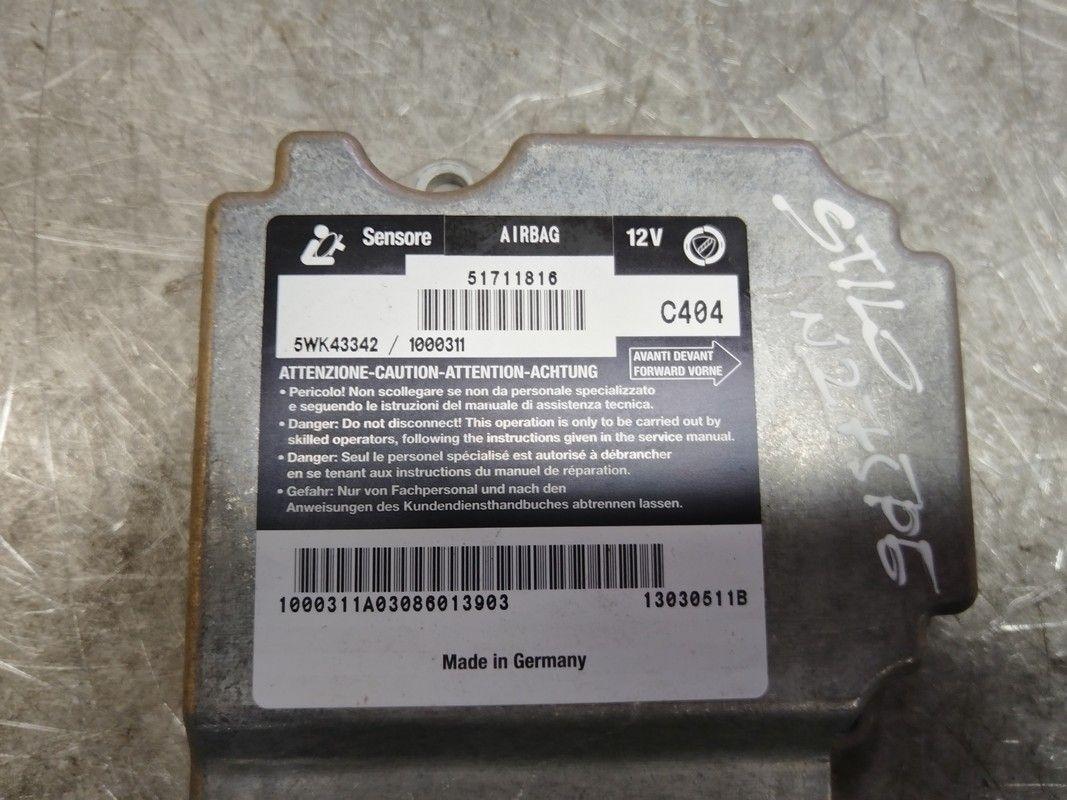 Sensore AIRBAG 12V
51711816
C404
5WK43342 / 1000311
AVANTI DEVANT
FORWARD VORNE
ATTENZIONE-CAUTION-ATTENTION-ACHTUNG
• Pericolo! Non scollegare se non da personale specializzato
e seguendo le istruzioni del manuale di assistenza tecnica.
• Danger: Do not disconnect! This operation is only to be carried out by
skilled operators, following the instructions given in the service manual.
• Danger: Seul le personel spécialisé est autorisé à débrancher
en se tenant aux instructions du manuel de réparation.
• Gefahr: Nur von Fachpersonal und nach den
Anweisungen des Kundendiensthandbuches abtrennen lassen.
1000311A03086013903 13030511B
Made in Germany
STILO